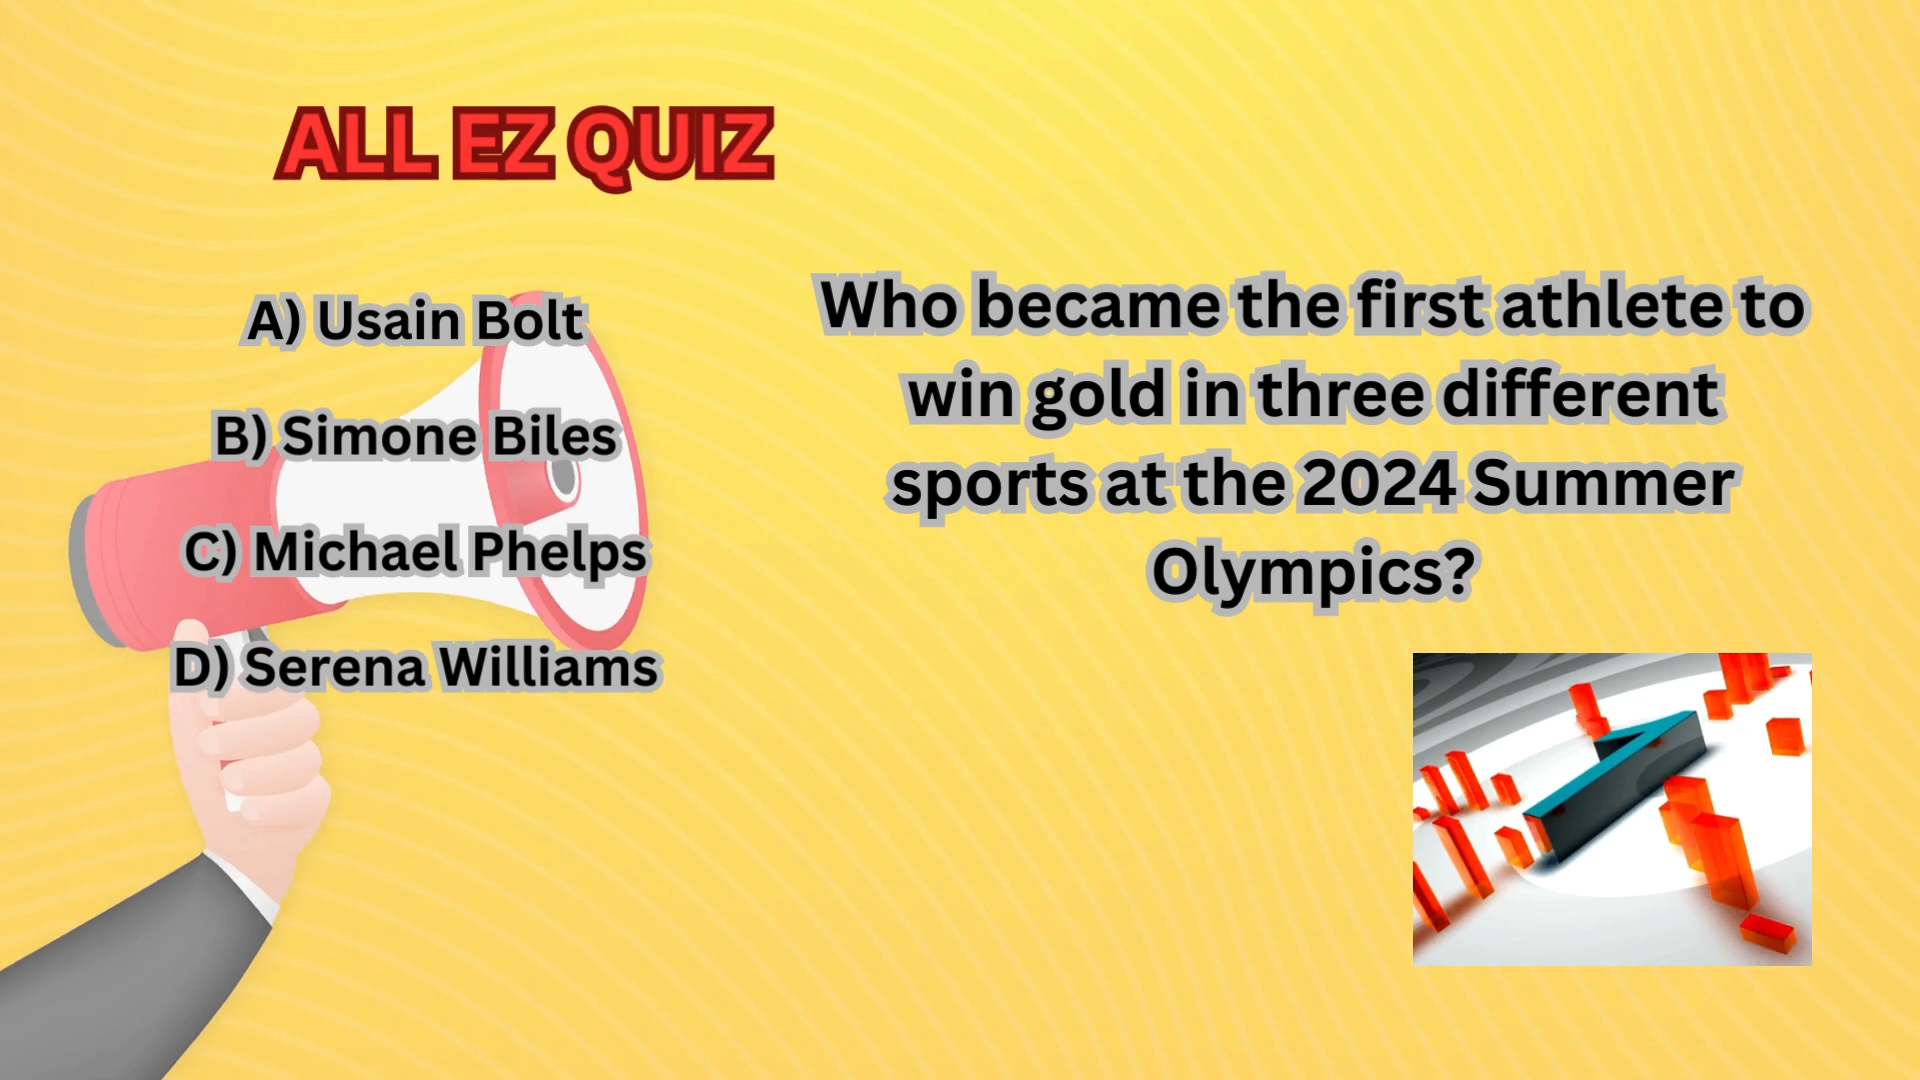 ALL EZ QUIZ
A) Usain Bolt
B) Simone Biles
C) Michael Phelps
D) Serena Williams
Who became the first athlete to
win gold in three different
sports at the 2024 Summer
Olympics?